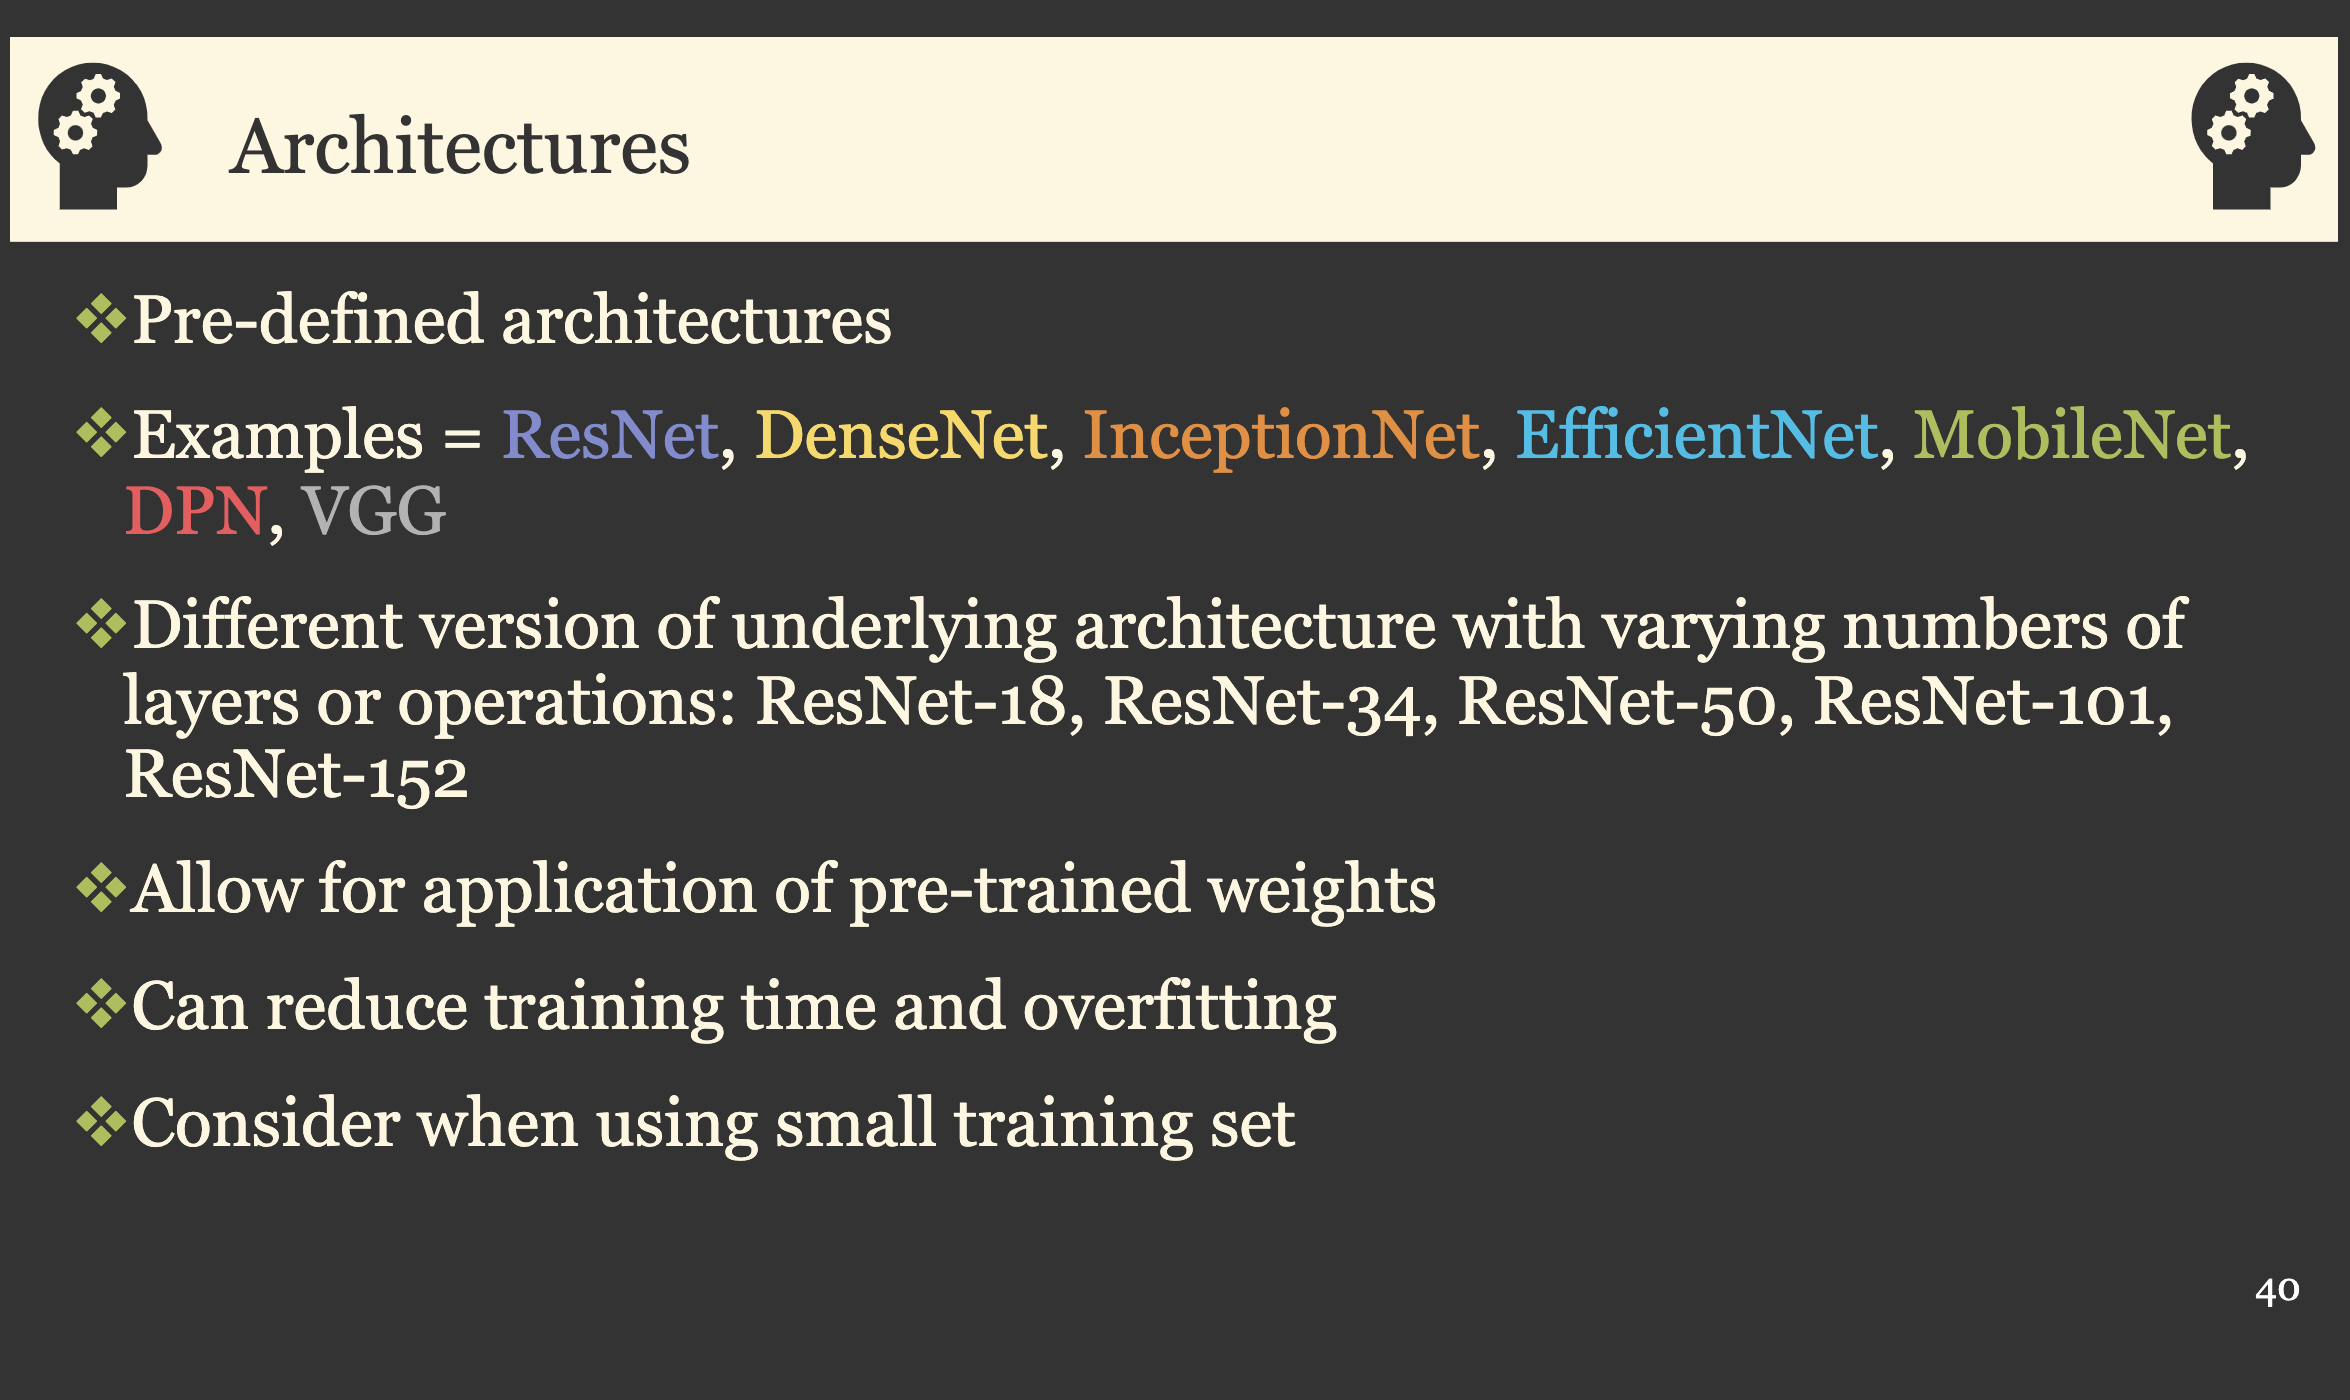 Architectures
❖Pre-defined architectures
❖Examples = ResNet, DenseNet, InceptionNet, EfficientNet, MobileNet,
DPN, VGG
❖Different version of underlying architecture with varying numbers of
layers or operations: ResNet-18, ResNet-34, ResNet-50, ResNet-101,
ResNet-152
❖Allow for application of pre-trained weights
❖Can reduce training time and overfitting
❖Consider when using small training set
40